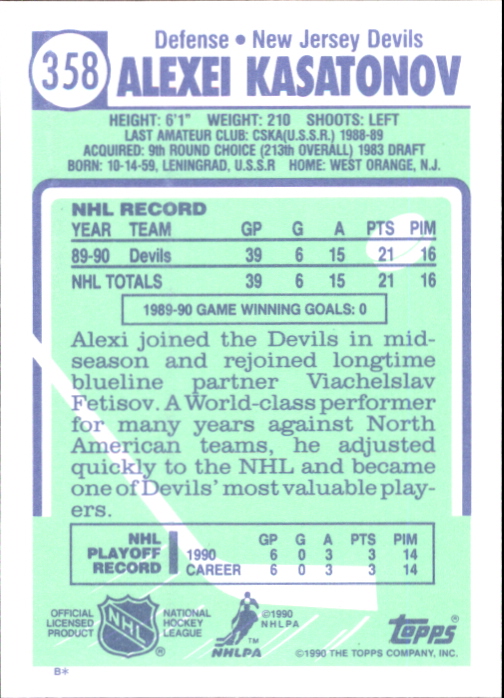 358
Defense • New Jersey Devils
ALEXEI KASATONOV
HEIGHT: 6'1" WEIGHT: 210 SHOOTS: LEFT
LAST AMATEUR CLUB: CSKA(U.S.S.R.) 1988-89
ACQUIRED: 9th ROUND CHOICE (213th OVERALL) 1983 DRAFT
BORN: 10-14-59, LENINGRAD, U.S.S.R HOME: WEST ORANGE, N.J.
NHL RECORD
YEAR TEAM GP G A PTS PIM
89-90 Devils 39 6 15 21 16
NHL TOTALS 39 6 15 21 16
1989-90 GAME WINNING GOALS: 0
Alexi joined the Devils in mid-
season and rejoined longtime
blueline partner Viachelslav
Fetisov. A World-class performer
for many years against North
American teams, he adjusted
quickly to the NHL and became
one of Devils' most valuable play-
ers.
NHL PLAYOFF RECORD
GP G A PTS PIM
1990 6 0 3 3 14
CAREER 6 0 3 3 14
OFFICIAL LICENSED PRODUCT
NHL
®
NATIONAL HOCKEY LEAGUE
©1990 NHLPA
TM
NHLPA
topps®
©1990 THE TOPPS COMPANY, INC.
B*